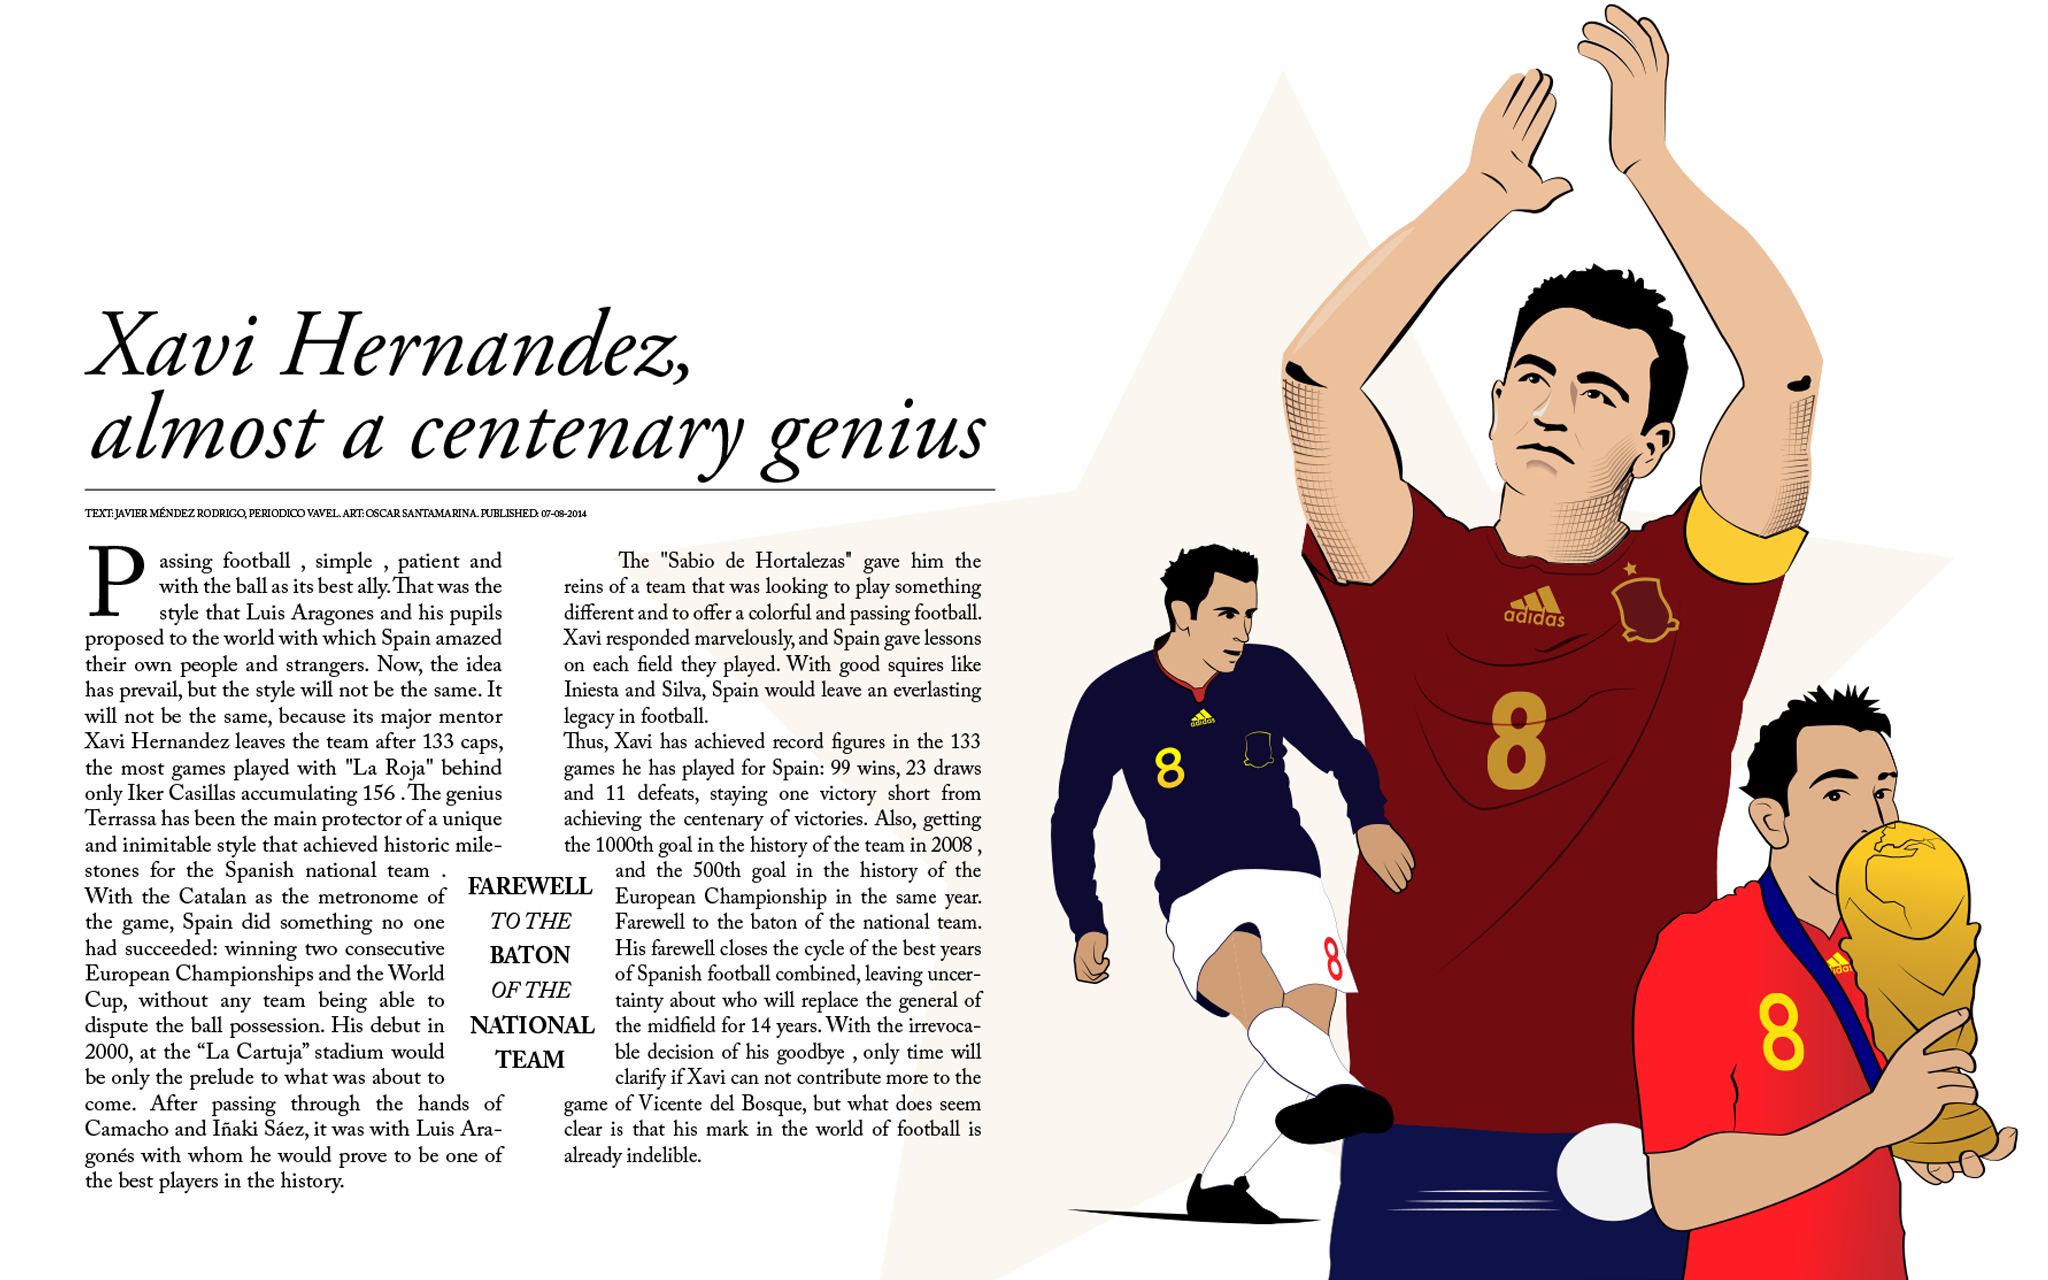 Xavi Hernandez,
almost a centenary genius
TEXT: JAVIER MÉNDEZ RODRIGO, PERIODICO VAVEL. ART: OSCAR SANTAMARINA. PUBLISHED: 07-08-2014
Passing football , simple , patient and
with the ball as its best ally. That was the
style that Luis Aragones and his pupils
proposed to the world with which Spain amazed
their own people and strangers. Now, the idea
has prevail, but the style will not be the same. It
will not be the same, because its major mentor
Xavi Hernandez leaves the team after 133 caps,
the most games played with "La Roja" behind
only Iker Casillas accumulating 156 . The genius
Terrassa has been the main protector of a unique
and inimitable style that achieved historic mile-
stones for the Spanish national team .
With the Catalan as the metronome of
the game, Spain did something no one
had succeeded: winning two consecutive
European Championships and the World
Cup, without any team being able to
dispute the ball possession. His debut in
2000, at the “La Cartuja” stadium would
be only the prelude to what was about to
come. After passing through the hands of
Camacho and Iñaki Sáez, it was with Luis Ara-
gonés with whom he would prove to be one of
the best players in the history.
FAREWELL
TO THE
BATON
OF THE
NATIONAL
TEAM
The "Sabio de Hortalezas" gave him the
reins of a team that was looking to play something
different and to offer a colorful and passing football.
Xavi responded marvelously, and Spain gave lessons
on each field they played. With good squires like
Iniesta and Silva, Spain would leave an everlasting
legacy in football.
Thus, Xavi has achieved record figures in the 133
games he has played for Spain: 99 wins, 23 draws
and 11 defeats, staying one victory short from
achieving the centenary of victories. Also, getting
the 1000th goal in the history of the team in 2008 ,
and the 500th goal in the history of the
European Championship in the same year.
Farewell to the baton of the national team.
His farewell closes the cycle of the best years
of Spanish football combined, leaving uncer-
tainty about who will replace the general of
the midfield for 14 years. With the irrevoca-
ble decision of his goodbye , only time will
clarify if Xavi can not contribute more to the
game of Vicente del Bosque, but what does seem
clear is that his mark in the world of football is
already indelible.
adidas
8
adidas
8
8
adidas
8